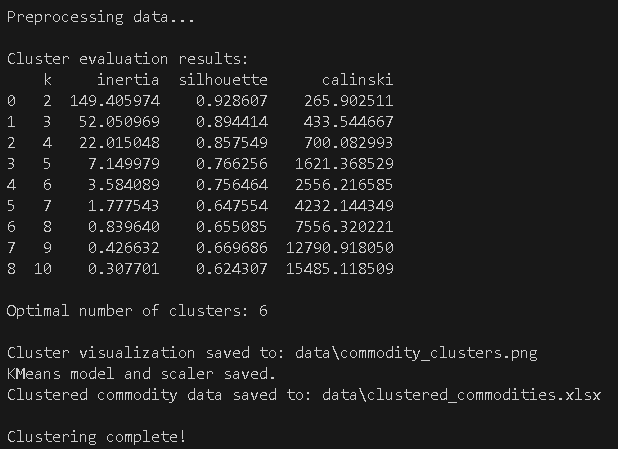 Preprocessing data...
Cluster evaluation results:
k inertia silhouette calinski
0 2 149.405974 0.928607 265.902511
1 3 52.050969 0.894414 433.544667
2 4 22.015048 0.857549 700.082993
3 5 7.149979 0.766256 1621.368529
4 6 3.584089 0.756464 2556.216585
5 7 1.777543 0.647554 4232.144349
6 8 0.839640 0.655085 7556.320221
7 9 0.426632 0.669686 12790.918050
8 10 0.307701 0.624307 15485.118509
Optimal number of clusters: 6
Cluster visualization saved to: data\commodity_clusters.png
KMeans model and scaler saved.
Clustered commodity data saved to: data\clustered_commodities.xlsx
Clustering complete!